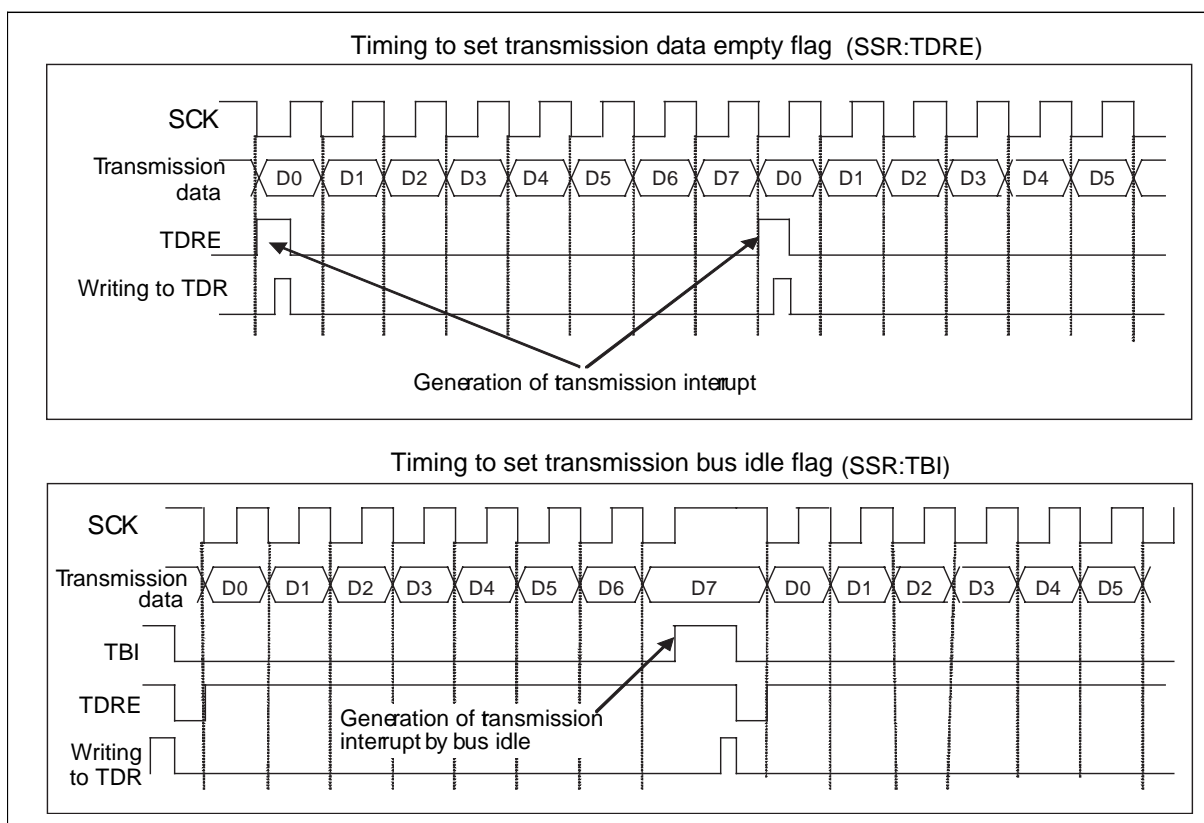 Timing to set transmission data empty flag (SSR:TDRE)
SCK
Transmission
data
D0 D1 D2 D3 D4 D5 D6 D7 D0 D1 D2 D3 D4 D5
TDRE
Writing to TDR
Generation of tansmission interrupt
Timing to set transmission bus idle flag (SSR:TBI)
SCK
Transmission
data
D0 D1 D2 D3 D4 D5 D6 D7 D0 D1 D2 D3 D4 D5
TBI
TDRE
Generation of tansmission
interrupt by bus idle
Writing
to TDR